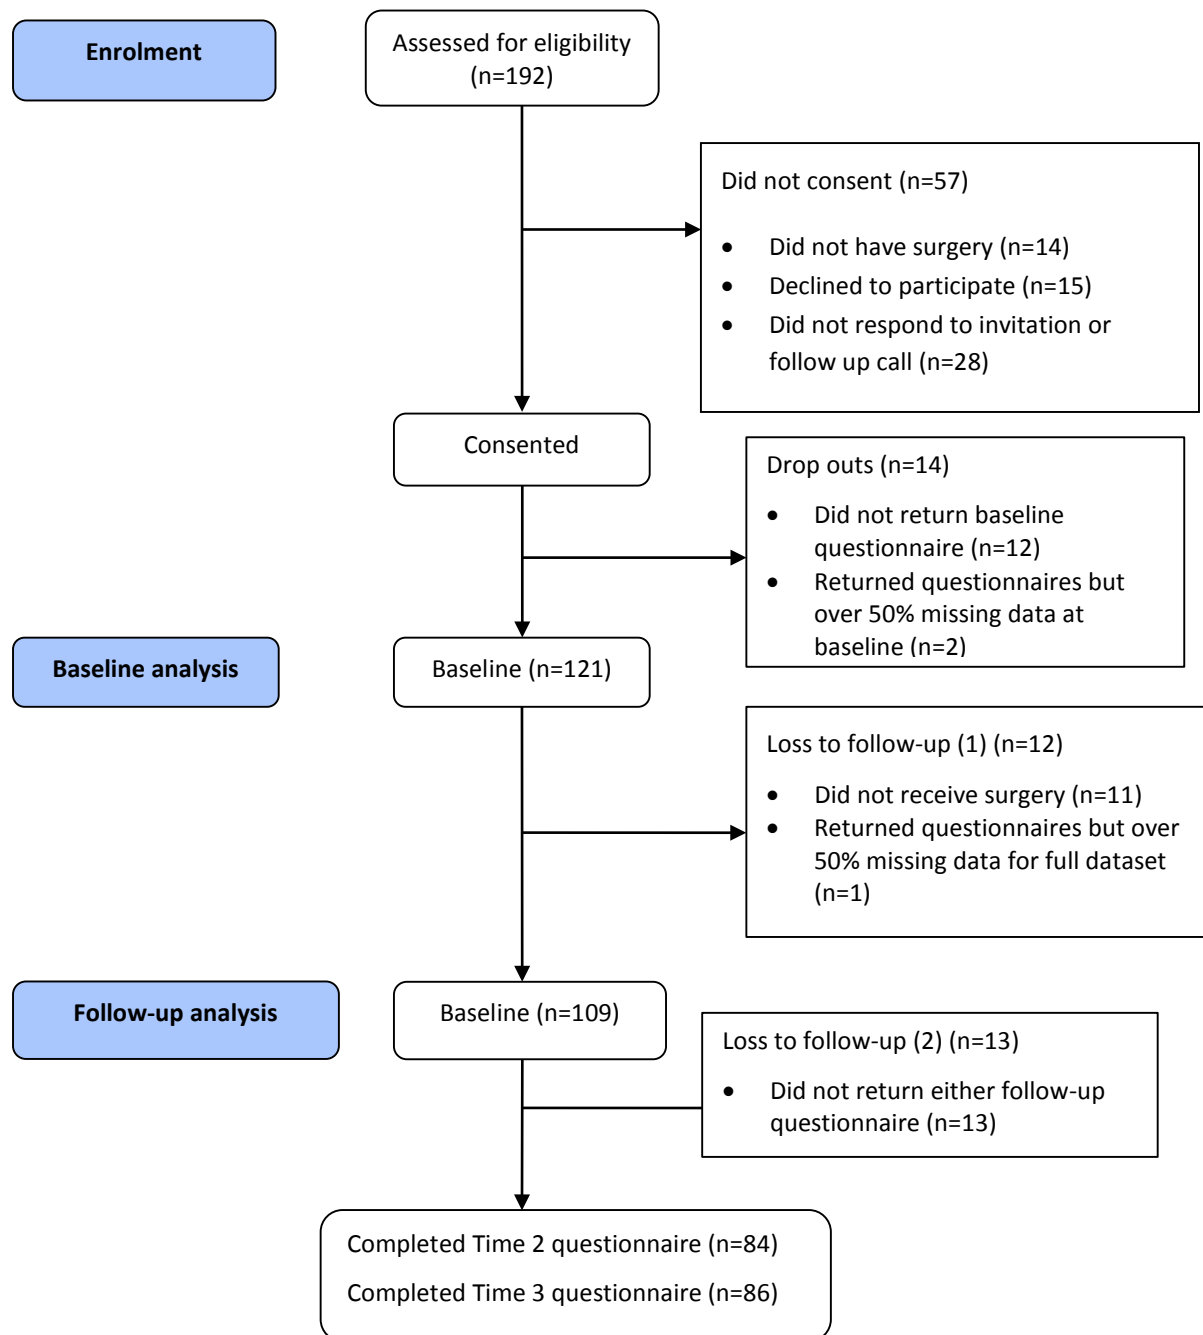 Enrolment
Assessed for eligibility
(n=192)
Did not consent (n=57)
• Did not have surgery (n=14)
• Declined to participate (n=15)
• Did not respond to invitation or
follow up call (n=28)
Consented
Drop outs (n=14)
• Did not return baseline
questionnaire (n=12)
• Returned questionnaires but
over 50% missing data at
baseline (n=2)
Baseline analysis
Baseline (n=121)
Loss to follow-up (1) (n=12)
• Did not receive surgery (n=11)
• Returned questionnaires but over
50% missing data for full dataset
(n=1)
Follow-up analysis
Baseline (n=109)
Loss to follow-up (2) (n=13)
• Did not return either follow-up
questionnaire (n=13)
Completed Time 2 questionnaire (n=84)
Completed Time 3 questionnaire (n=86)